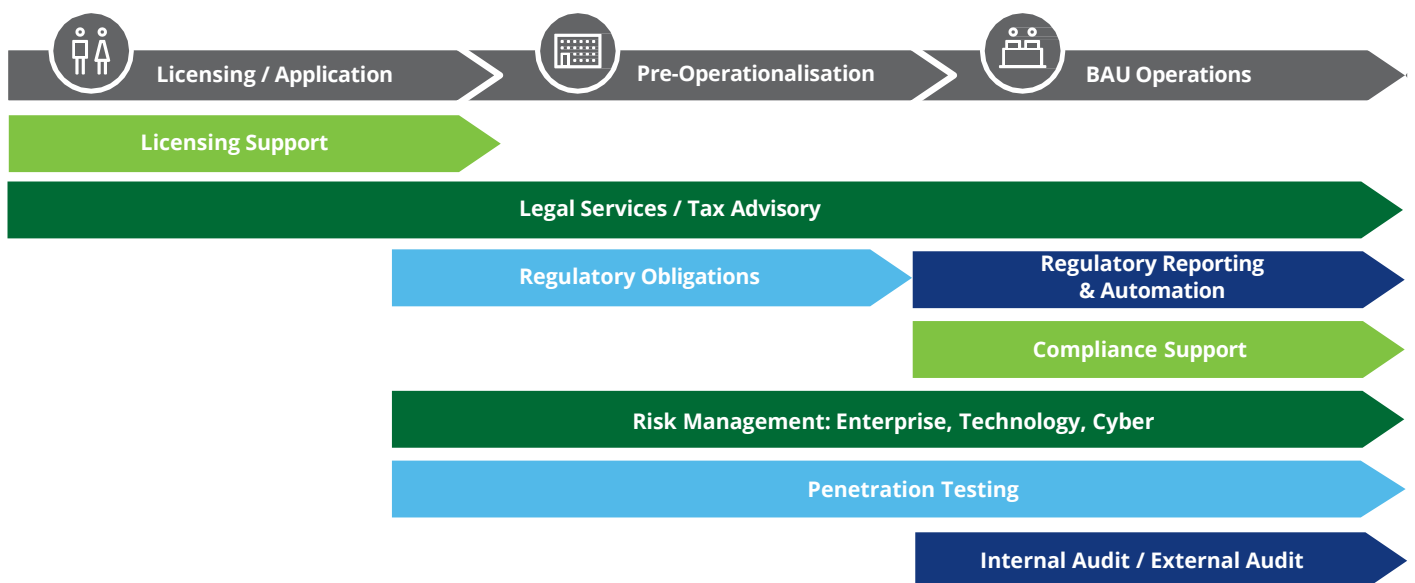 Licensing / Application
Pre-Operationalisation
BAU Operations
Licensing Support
Legal Services / Tax Advisory
Regulatory Obligations
Regulatory Reporting
& Automation
Compliance Support
Risk Management: Enterprise, Technology, Cyber
Penetration Testing
Internal Audit / External Audit